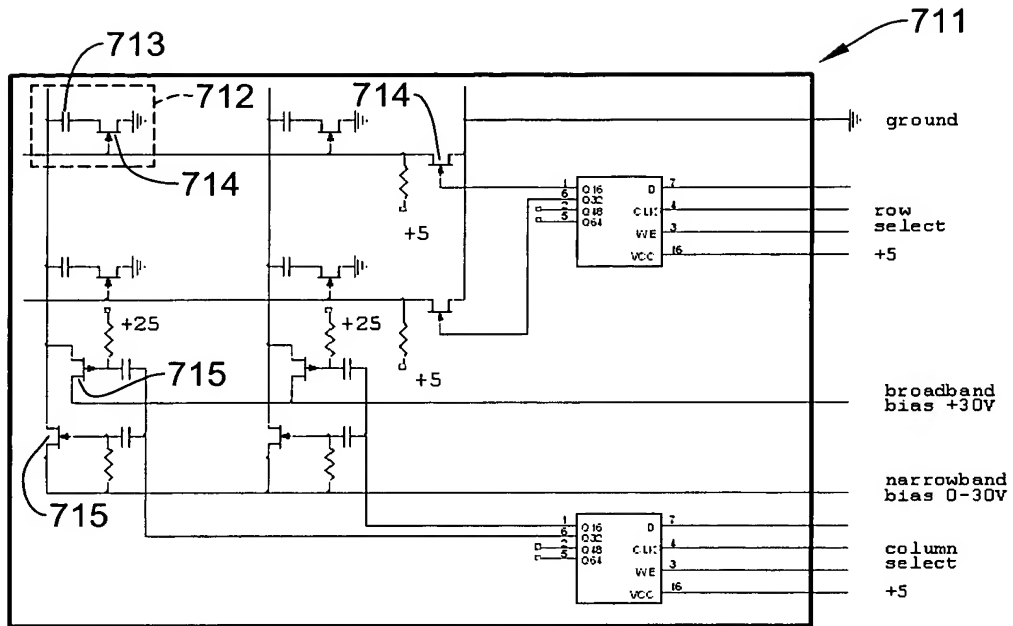 711
713
712
714
714
ground
1 Q16 D 7
6 Q32
2 Q48 CLK 4
5 Q64
WE 3
VCC 16
row
select
+5
+5
+25
+25
+5
715
broadband
bias +30V
715
narrowband
bias 0-30V
1 Q16 D 7
6 Q32
2 Q48 CLK 4
5 Q64
WE 3
VCC 16
column
select
+5